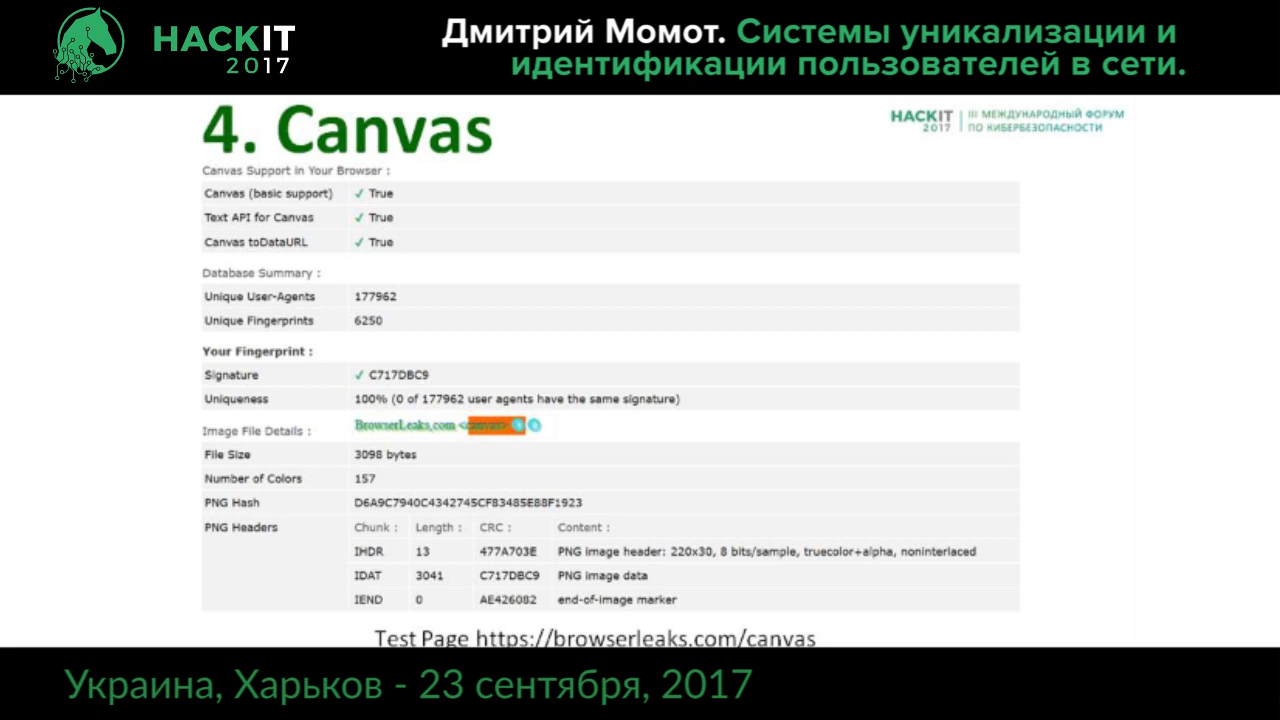 HACKIT
2017
Дмитрий Момот. Системы уникализации и
идентификации пользователей в сети.
4. Canvas
HACKIT
2017
III МЕЖДУНАРОДНЫЙ ФОРУМ
ПО КИБЕРБЕЗОПАСНОСТИ
Canvas Support in Your Browser :
Canvas (basic support) ✓ True
Text API for Canvas ✓ True
Canvas toDataURL ✓ True
Database Summary :
Unique User-Agents 177962
Unique Fingerprints 6250
Your Fingerprint :
Signature ✓ C717DBC9
Uniqueness 100% (0 of 177962 user agents have the same signature)
Image File Details : BrowserLeaks,com <canvas>
File Size 3098 bytes
Number of Colors 157
PNG Hash D6A9C7940C4342745CF83485E88F1923
PNG Headers Chunk : Length : CRC : Content :
IHDR 13 477A703E PNG image header: 220x30, 8 bits/sample, truecolor+alpha, noninterlaced
IDAT 3041 C717DBC9 PNG image data
IEND 0 AE426082 end-of-image marker
Test Page https://browserleaks.com/canvas
Украина, Харьков - 23 сентября, 2017